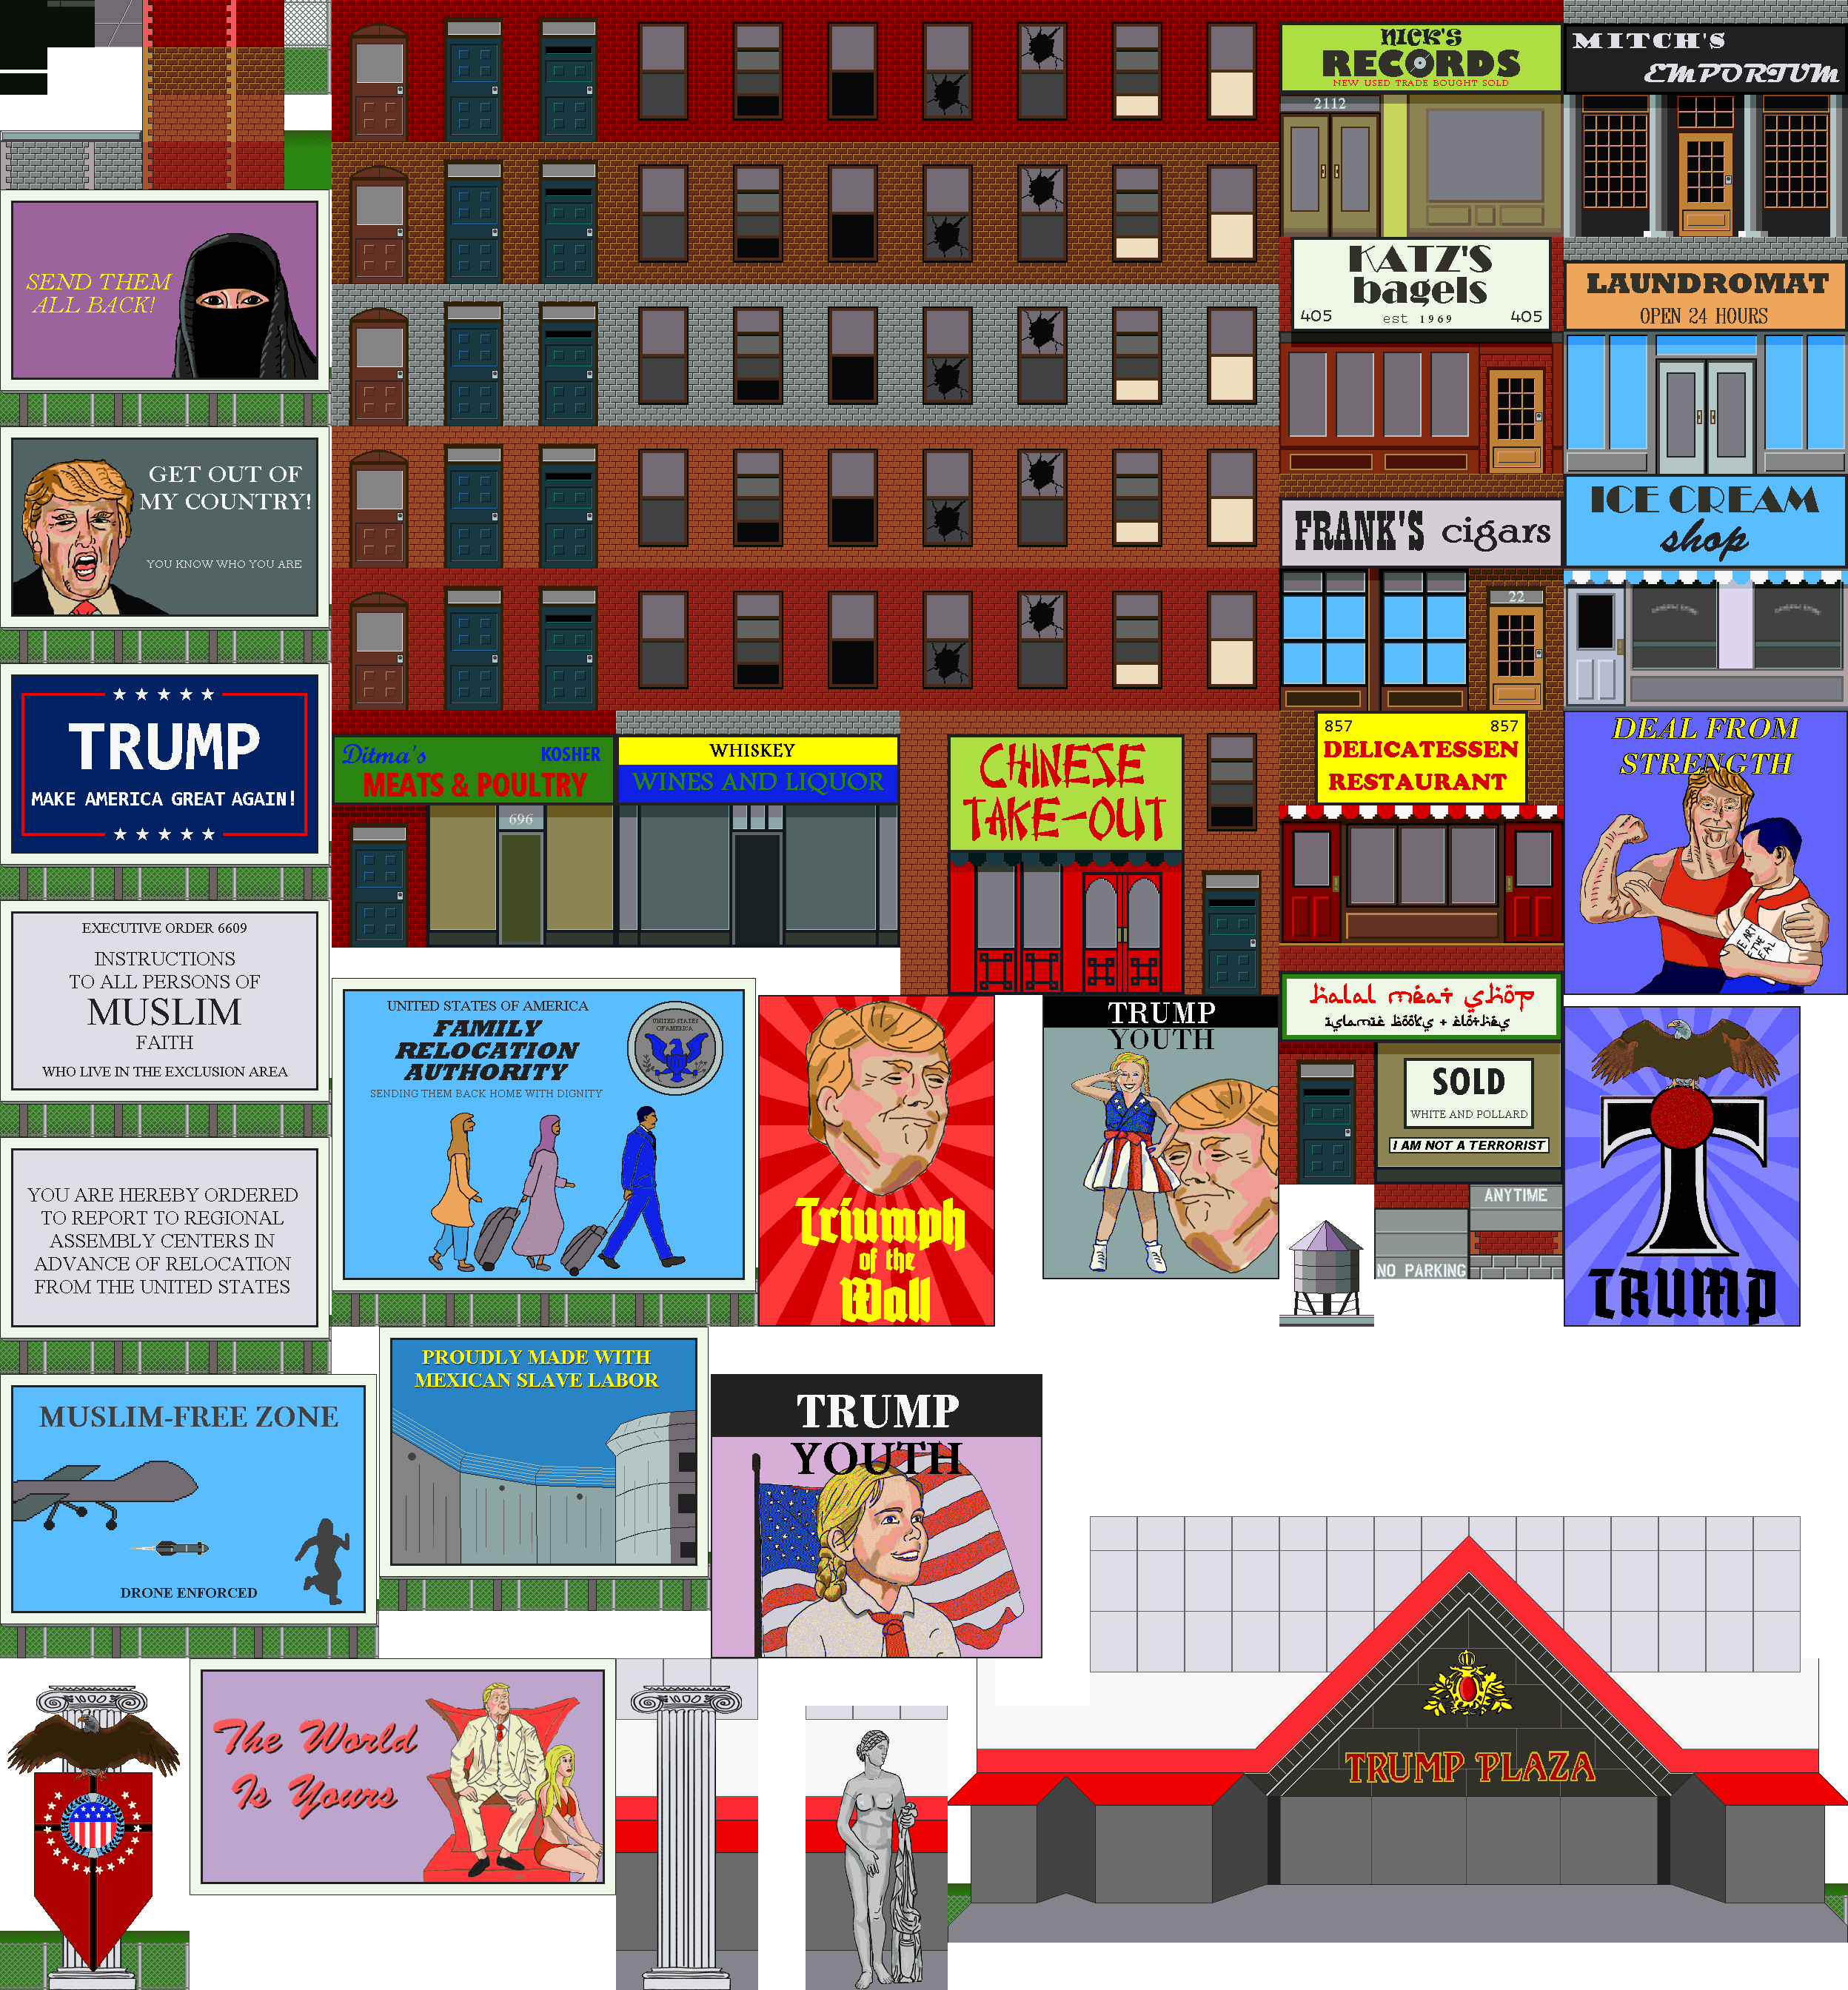 NICK'S
RECORDS
NEW USED TRADE BOUGHT SOLD
2112
MITCH'S
EMPORIUM
SEND THEM
ALL BACK!
KATZ'S
bagels
405 est 1969 405
LAUNDROMAT
OPEN 24 HOURS
GET OUT OF
MY COUNTRY!
YOU KNOW WHO YOU ARE
FRANK'S cigars
22
ICE CREAM
shop
TRUMP
MAKE AMERICA GREAT AGAIN!
Ditma's KOSHER
MEATS & POULTRY
696
WHISKEY
WINES AND LIQUOR
CHINESE
TAKE-OUT
857 857
DELICATESSEN
RESTAURANT
DEAL FROM
STRENGTH
EXECUTIVE ORDER 6609
INSTRUCTIONS
TO ALL PERSONS OF
MUSLIM
FAITH
WHO LIVE IN THE EXCLUSION AREA
UNITED STATES OF AMERICA
FAMILY
RELOCATION
AUTHORITY
SENDING THEM BACK HOME WITH DIGNITY
UNITED STATES
OF AMERICA
Triumph
of the
Wall
TRUMP
YOUTH
halal meat shop
islamic books + clothes
SOLD
WHITE AND POLLARD
I AM NOT A TERRORIST
ANYTIME
NO PARKING
TRUMP
YOU ARE HEREBY ORDERED
TO REPORT TO REGIONAL
ASSEMBLY CENTERS IN
ADVANCE OF RELOCATION
FROM THE UNITED STATES
PROUDLY MADE WITH
MEXICAN SLAVE LABOR
MUSLIM-FREE ZONE
DRONE ENFORCED
TRUMP
YOUTH
The World
Is Yours
TRUMP PLAZA